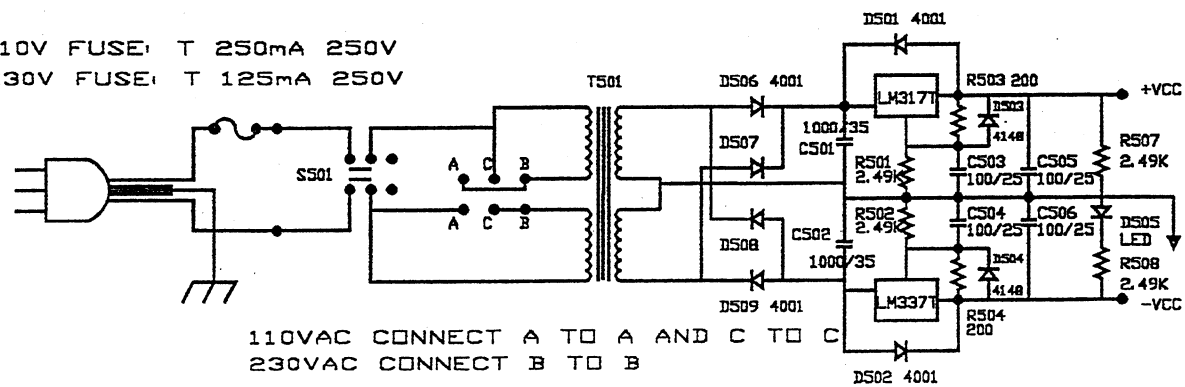 D501 4001
10V FUSE: T 250mA 250V
30V FUSE: T 125mA 250V
T501
D506 4001
LM317T
R503 200
D503
4148
+VCC
1000/35
C501
D507
S501
A C B
R501
2.49K
C503
100/25
C505
100/25
R507
2.49K
A C B
D508
C502
1000/35
R502
2.49K
C504
100/25
C506
100/25
D505
LED
D504
4148
R508
2.49K
D509 4001
LM337T
R504
200
-VCC
110VAC CONNECT A TO A AND C TO C
230VAC CONNECT B TO B
D502 4001